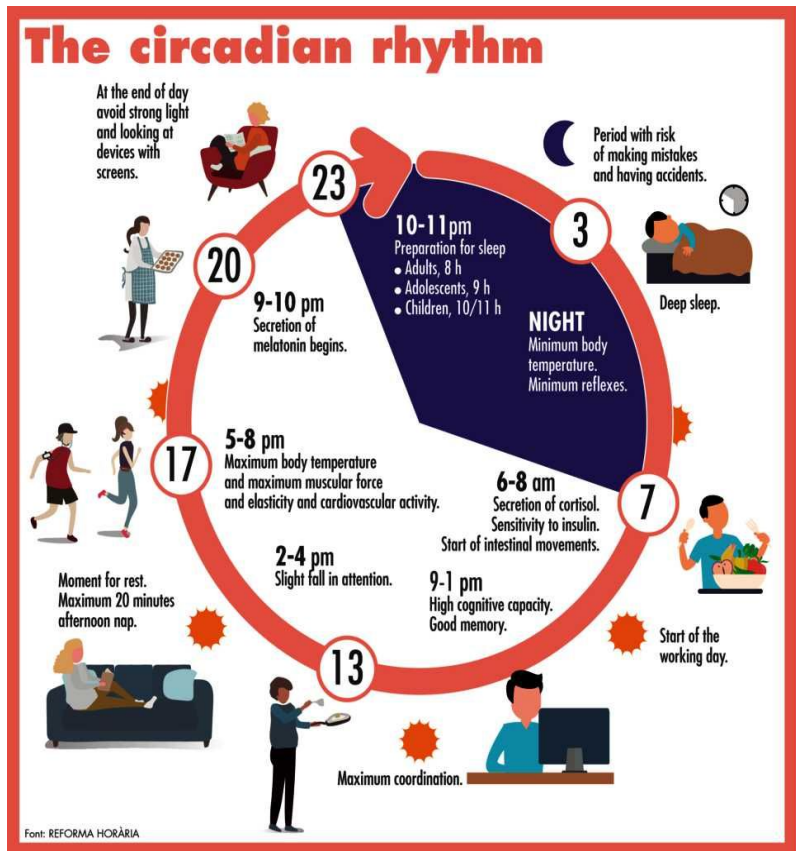 The circadian rhythm
At the end of day
avoid strong light
and looking at
devices with
screens.
Period with risk
of making mistakes
and having accidents.
23
10-11pm
Preparation for sleep
• Adults, 8 h
• Adolescents, 9 h
• Children, 10/11 h
3
20
9-10 pm
Secretion of
melatonin begins.
Deep sleep.
NIGHT
Minimum body
temperature.
Minimum reflexes.
17
5-8 pm
Maximum body temperature
and maximum muscular force
and elasticity and cardiovascular activity.
6-8 am
Secretion of cortisol.
Sensitivity to insulin.
Start of intestinal movements.
7
2-4 pm
Slight fall in attention.
9-1 pm
High cognitive capacity.
Good memory.
Moment for rest.
Maximum 20 minutes
afternoon nap.
Start of the
working day.
13
Maximum coordination.
Font: REFORMA HORÀRIA